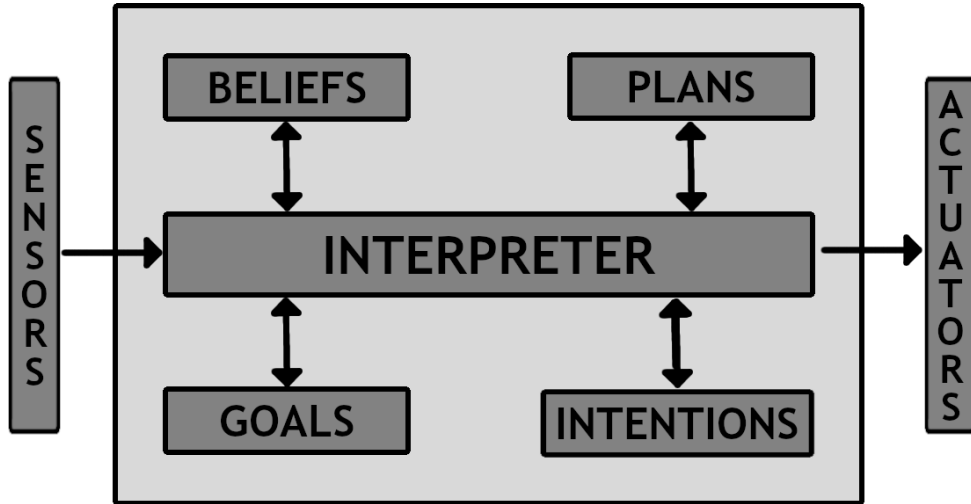 SENSORS
BELIEFS
PLANS
INTERPRETER
GOALS
INTENTIONS
ACTUATORS